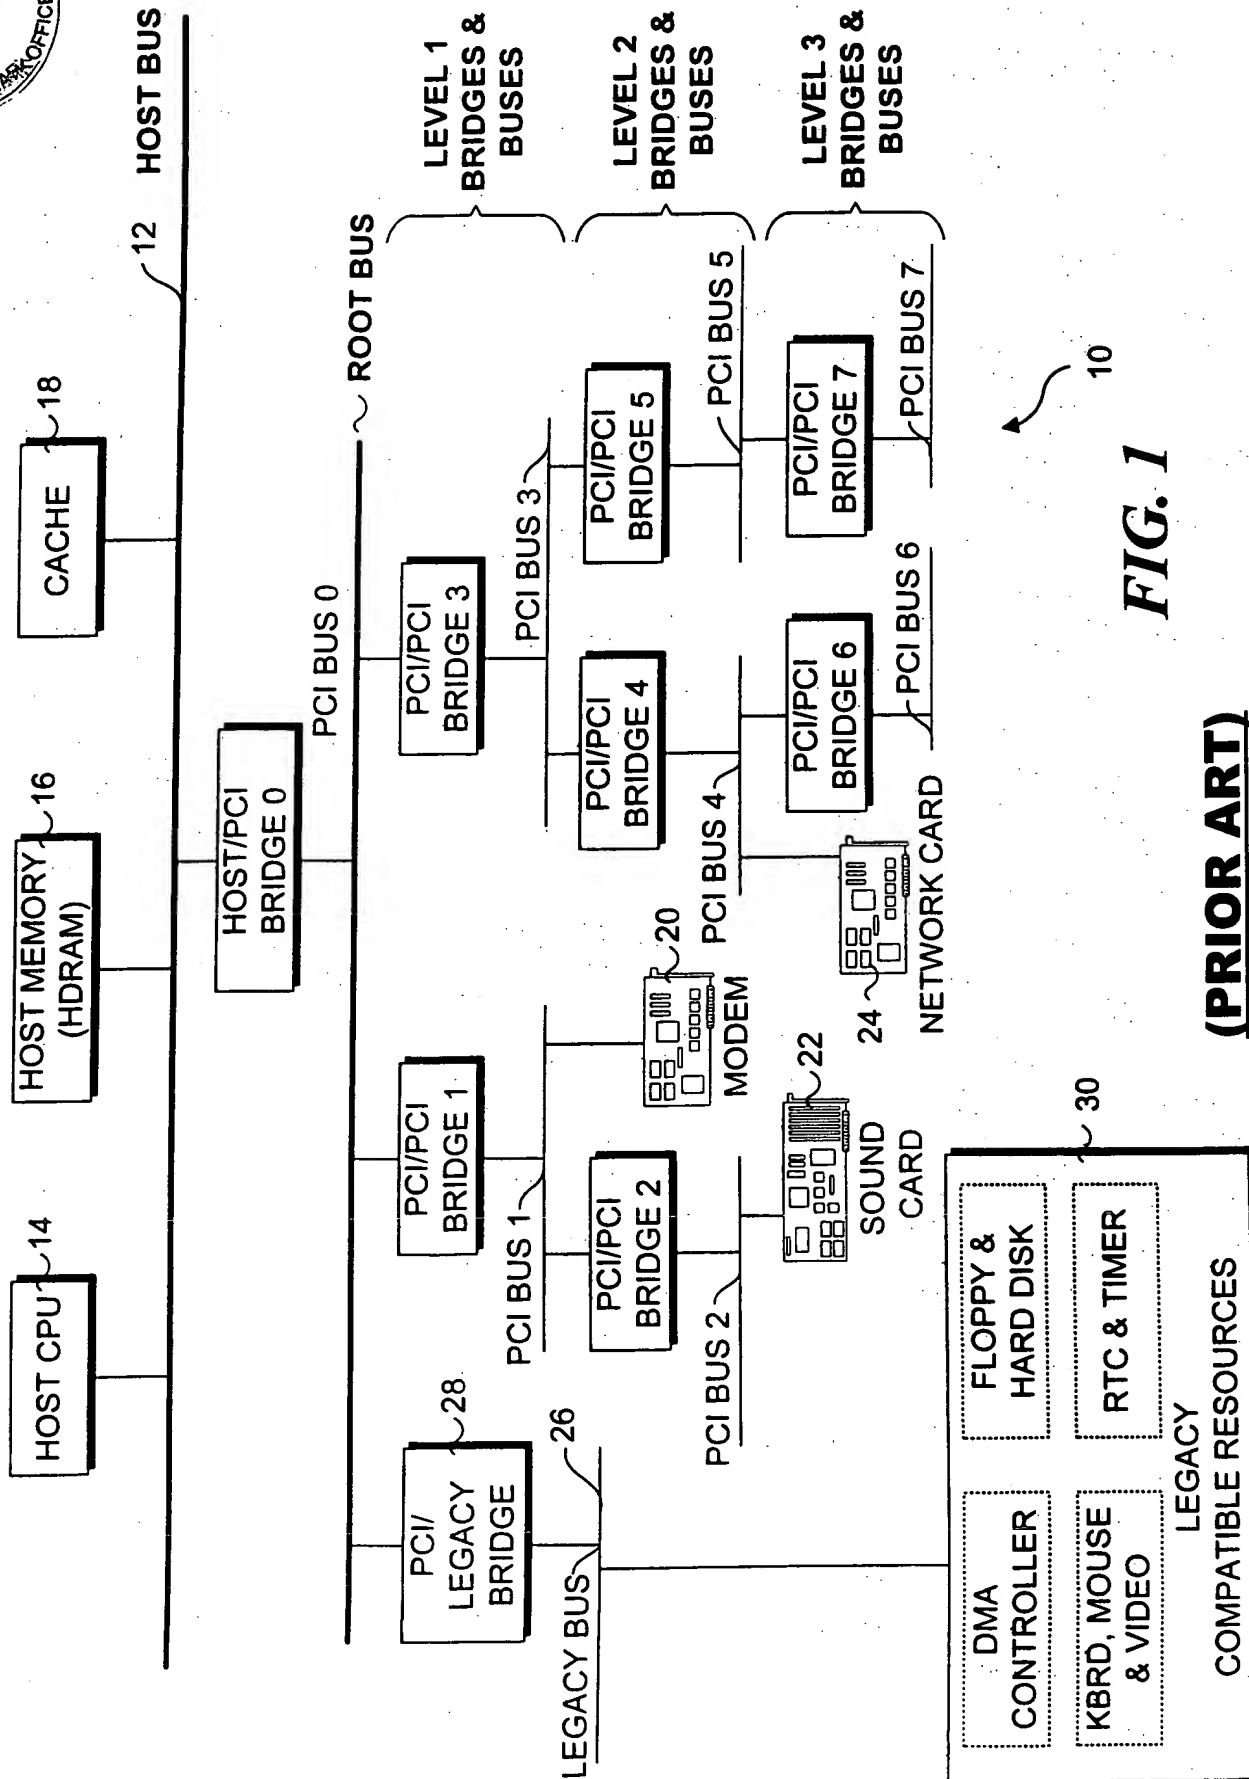 OFFICE
HOST CPU
14
HOST MEMORY
(HDRAM)
16
CACHE
18
12
HOST BUS
HOST/PCI
BRIDGE 0
PCI BUS 0
ROOT BUS
PCI/
LEGACY
BRIDGE
28
PCI/PCI
BRIDGE 1
PCI/PCI
BRIDGE 3
LEVEL 1
BRIDGES &
BUSES
LEGACY BUS
26
PCI BUS 1
PCI BUS 3
PCI/PCI
BRIDGE 2
20
MODEM
PCI/PCI
BRIDGE 4
PCI/PCI
BRIDGE 5
LEVEL 2
BRIDGES &
BUSES
PCI BUS 2
PCI BUS 4
PCI BUS 5
22
SOUND
CARD
24
NETWORK CARD
PCI/PCI
BRIDGE 6
PCI/PCI
BRIDGE 7
LEVEL 3
BRIDGES &
BUSES
PCI BUS 6
PCI BUS 7
DMA
CONTROLLER
FLOPPY &
HARD DISK
KBRD, MOUSE
& VIDEO
RTC & TIMER
30
LEGACY
COMPATIBLE RESOURCES
10
FIG. 1
(PRIOR ART)